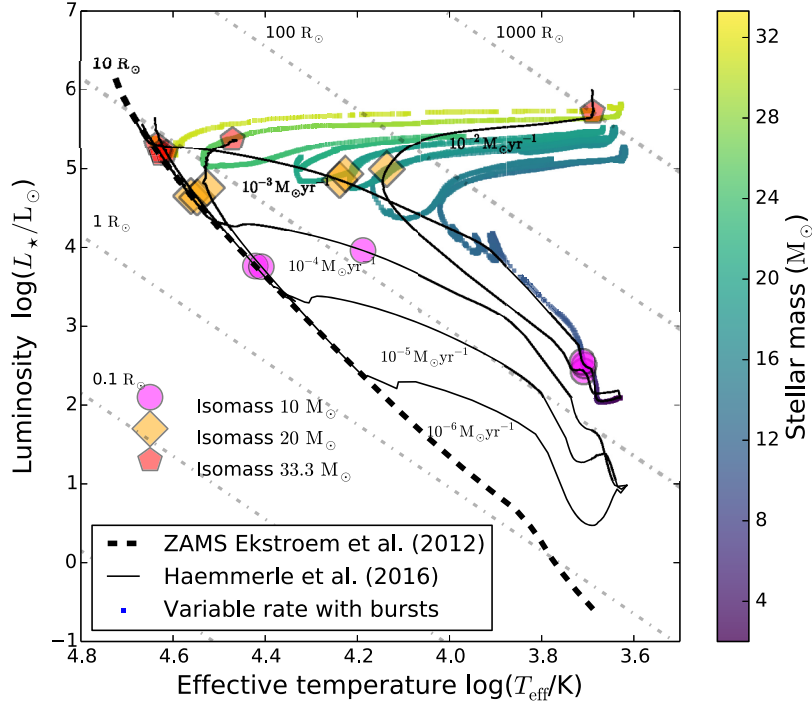 7
6
5
4
3
2
1
0
−1
4.8
4.6
4.4
4.2
4.0
3.8
3.6
Luminosity log(L⋆/L⊙)
Effective temperature log(Teff/K)
100 R⊙
1000 R⊙
10 R⊙
1 R⊙
0.1 R⊙
10⁻² M⊙yr⁻¹
10⁻³ M⊙yr⁻¹
10⁻⁴ M⊙yr⁻¹
10⁻⁵ M⊙yr⁻¹
10⁻⁶ M⊙yr⁻¹
Isomass 10 M⊙
Isomass 20 M⊙
Isomass 33.3 M⊙
ZAMS Ekstroem et al. (2012)
Haemmerle et al. (2016)
Variable rate with bursts
32
28
24
20
16
12
8
4
Stellar mass (M⊙)